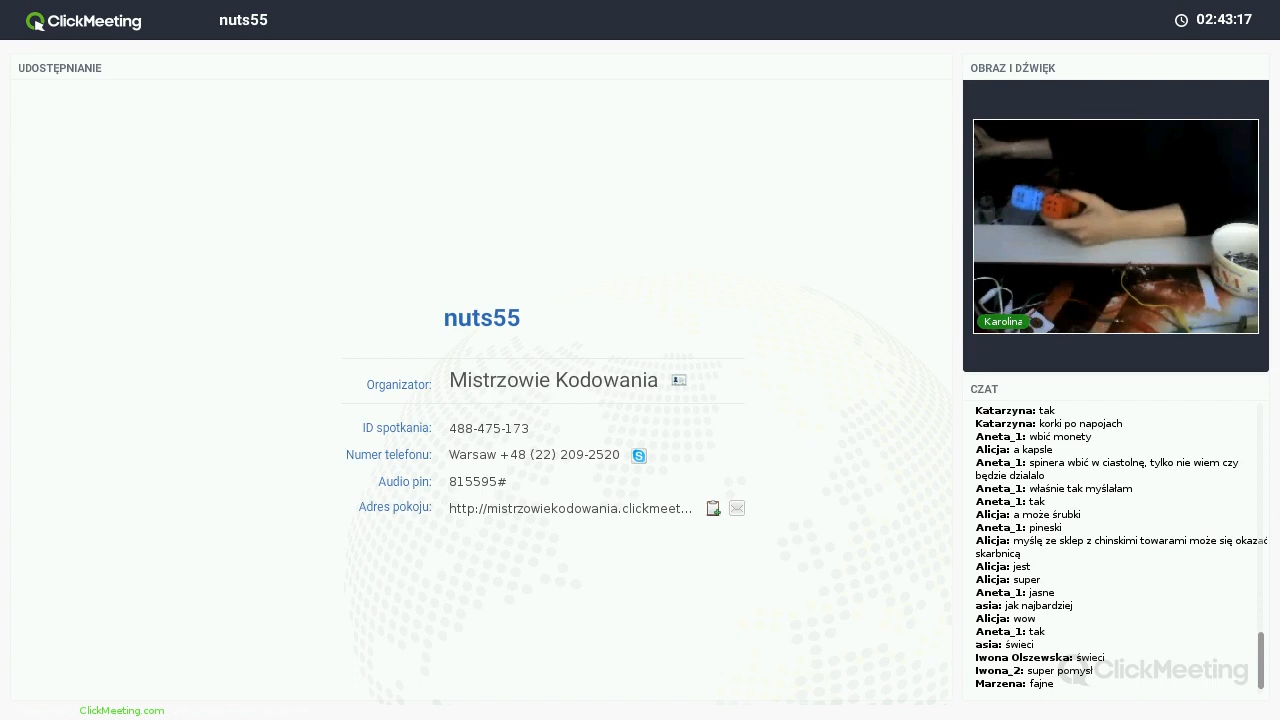 ClickMeeting
nuts55
02:43:17
UDOSTĘPNIANIE
nuts55
Organizator: Mistrzowie Kodowania
ID spotkania: 488-475-173
Numer telefonu: Warsaw +48 (22) 209-2520
Audio pin: 815595#
Adres pokoju: http://mistrzowiekodowania.clickmeet...
OBRAZ I DŹWIĘK
Karolina
CZAT
Katarzyna: tak
Katarzyna: korki po napojach
Aneta_1: wbić monety
Alicja: a kapsle
Aneta_1: spinera wbić w ciastolnę, tylko nie wiem czy
będzie dzialalo
Aneta_1: właśnie tak myślałam
Aneta_1: tak
Alicja: a może śrubki
Aneta_1: pineski
Alicja: myślę ze sklep z chinskimi towarami może się okazać
skarbnicą
Alicja: jest
Alicja: super
Aneta_1: jasne
asia: jak najbardziej
Alicja: wow
Aneta_1: tak
asia: świeci
Iwona Olszewska: świeci
Iwona_2: super pomysł
Marzena: fajne
ClickMeeting
ClickMeeting.com